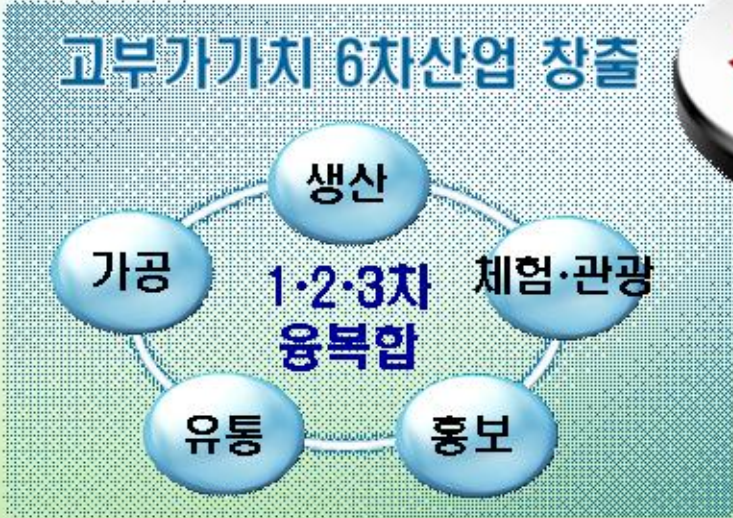 고부가가치 6차산업 창출
생산
가공
1·2·3차
융복합
체험·관광
유통
홍보